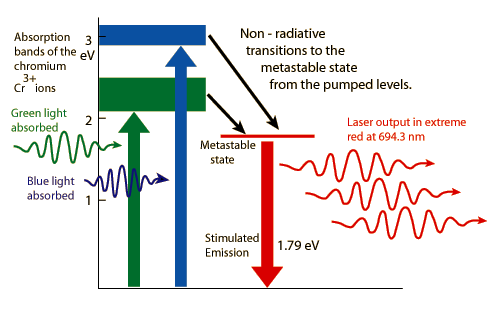 Absorption
bands of the
chromium
3+
Cr ions
3
eV
2
1
Green light
absorbed
Blue light
absorbed
Non - radiative
transitions to the
metastable state
from the pumped levels.
Metastable
state
Stimulated
Emission
1.79 eV
Laser output in extreme
red at 694.3 nm